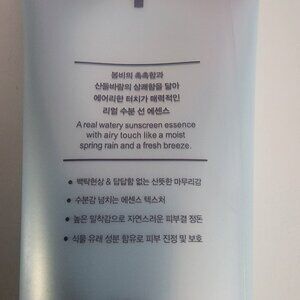 봄비의 촉촉함과
산들바람의 상쾌함을 닮아
에어리한 터치가 매력적인
리얼 수분 선 에센스
A real watery sunscreen essence
with airy touch like a moist
spring rain and a fresh breeze.
• 백탁현상 & 답답함 없는 산뜻한 마무리감
• 수분감 넘치는 에센스 텍스처
• 높은 밀착감으로 자연스러운 피부결 정돈
• 식물 유래 성분 함유로 피부 진정 및 보호